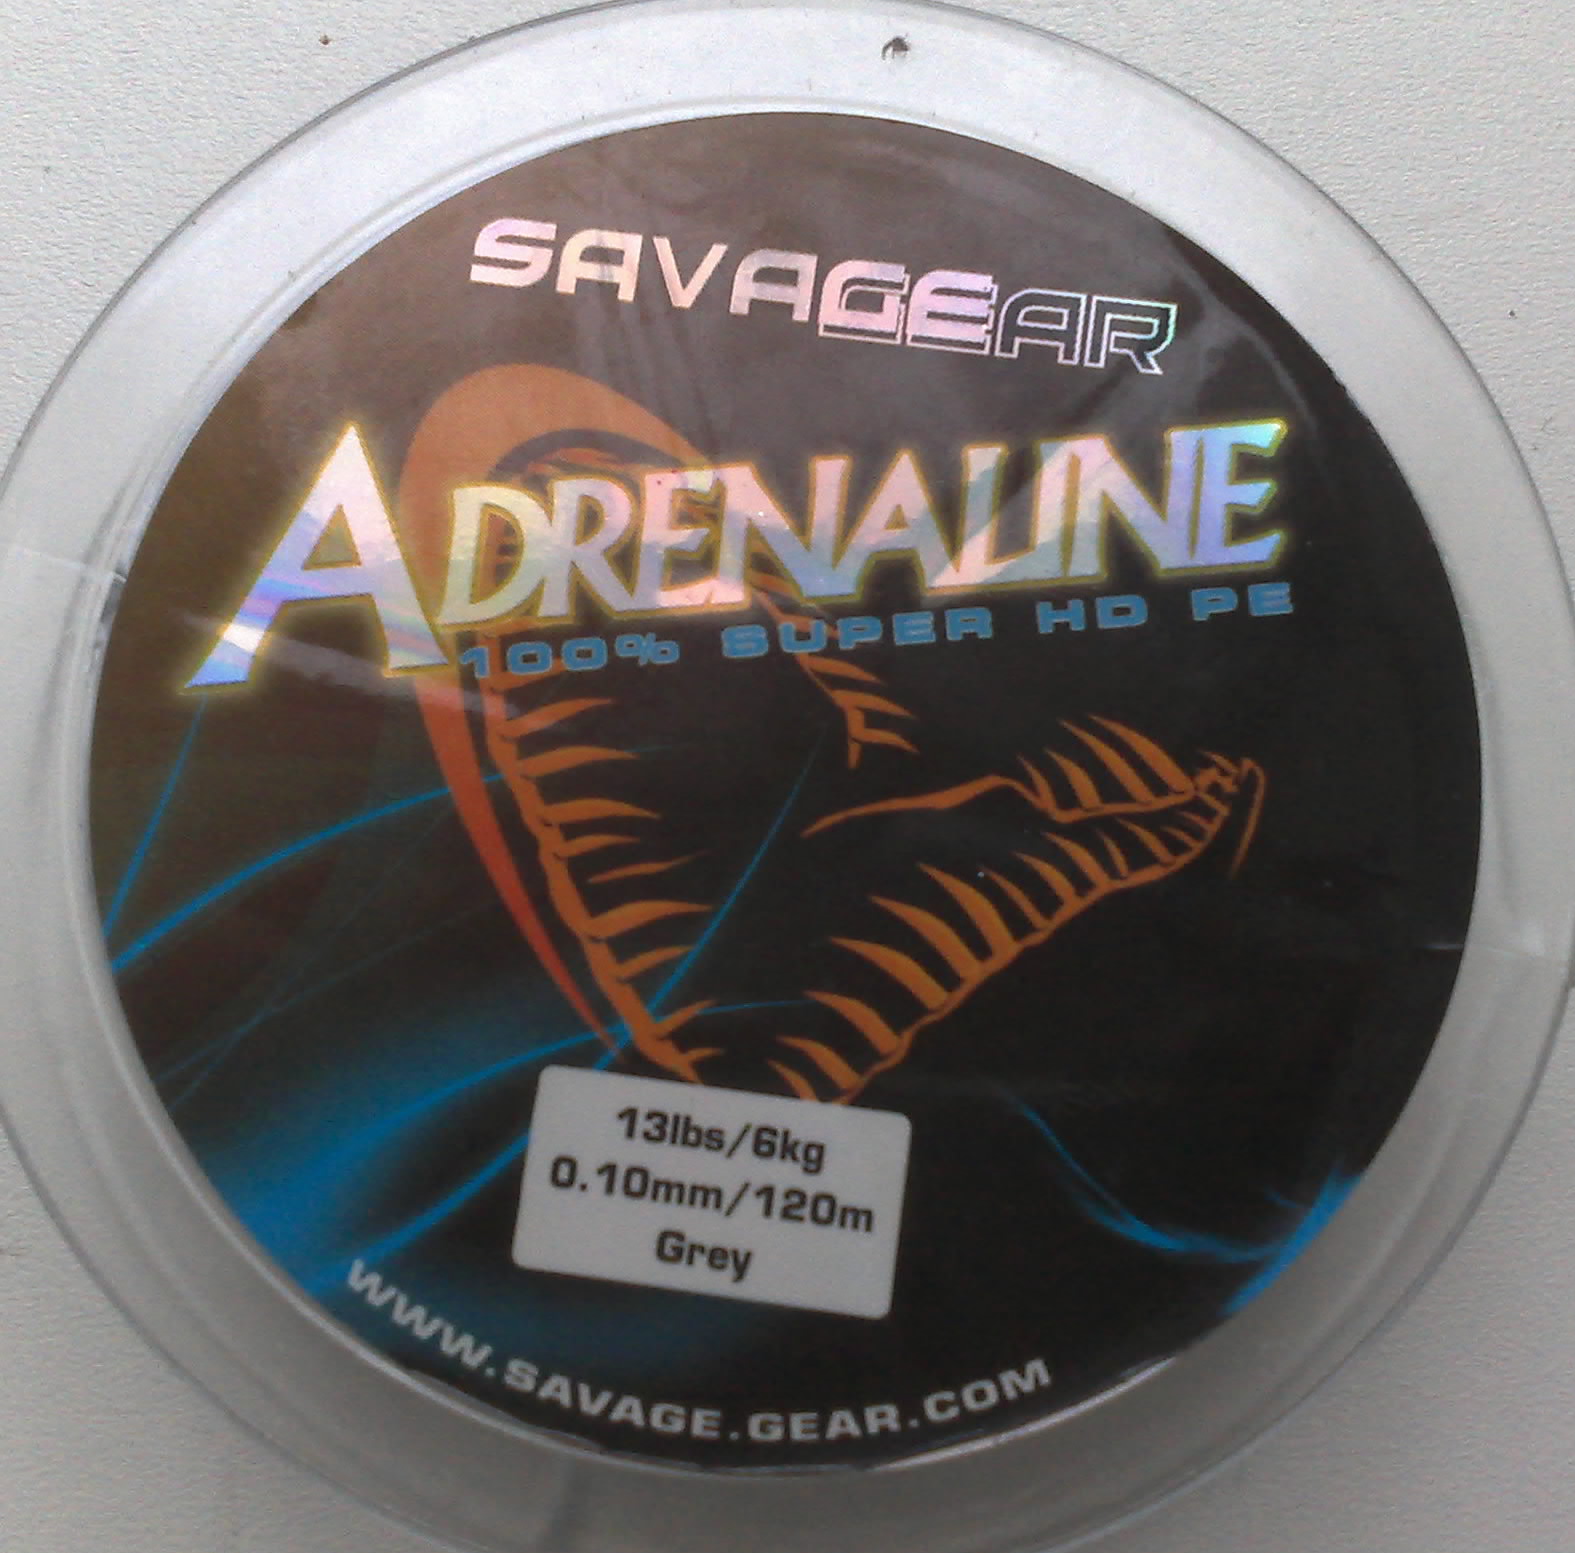 SAVAGEAR
ADRENALINE
100% SUPER HD PE
13lbs/6kg
0.10mm/120m
Grey
WWW.SAVAGE.GEAR.COM